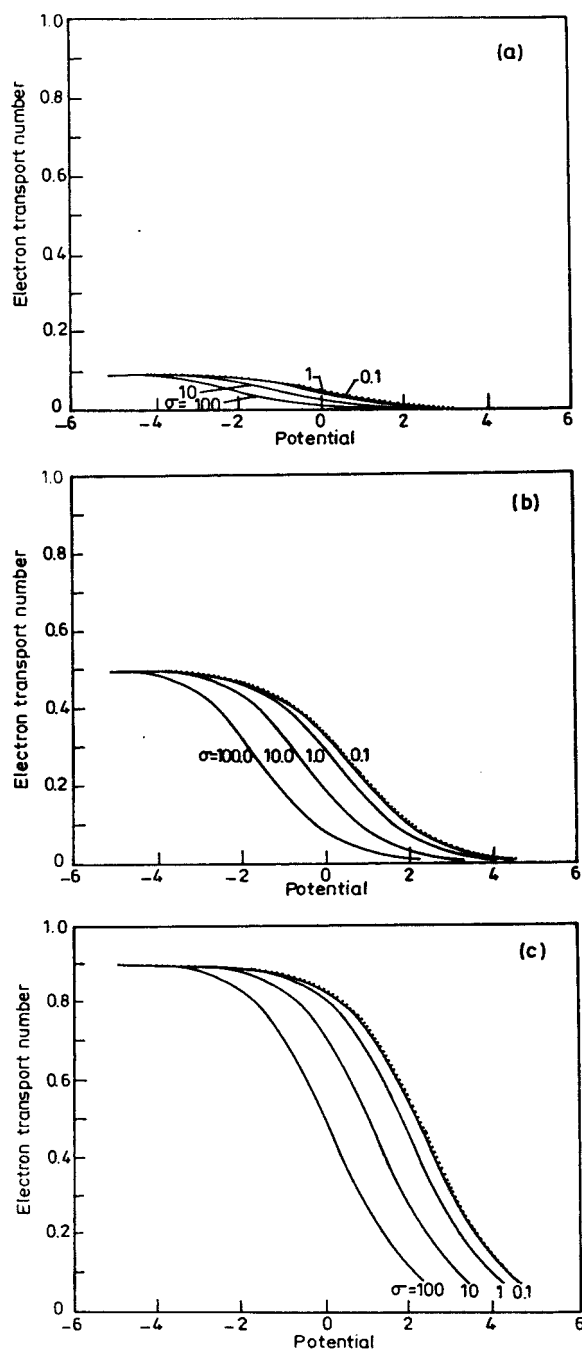 (a)
Electron transport number
1.0
0.8
0.6
0.4
0.2
0
1
0.1
10
σ=100
-6 -4 -2 0 2 4 6
Potential
(b)
Electron transport number
1.0
0.8
0.6
0.4
0.2
0
σ=100.0 10.0 1.0 0.1
-6 -4 -2 0 2 4 6
Potential
(c)
Electron transport number
1.0
0.8
0.6
0.4
0.2
0
σ=100 10 1 0.1
-6 -4 -2 0 2 4 6
Potential